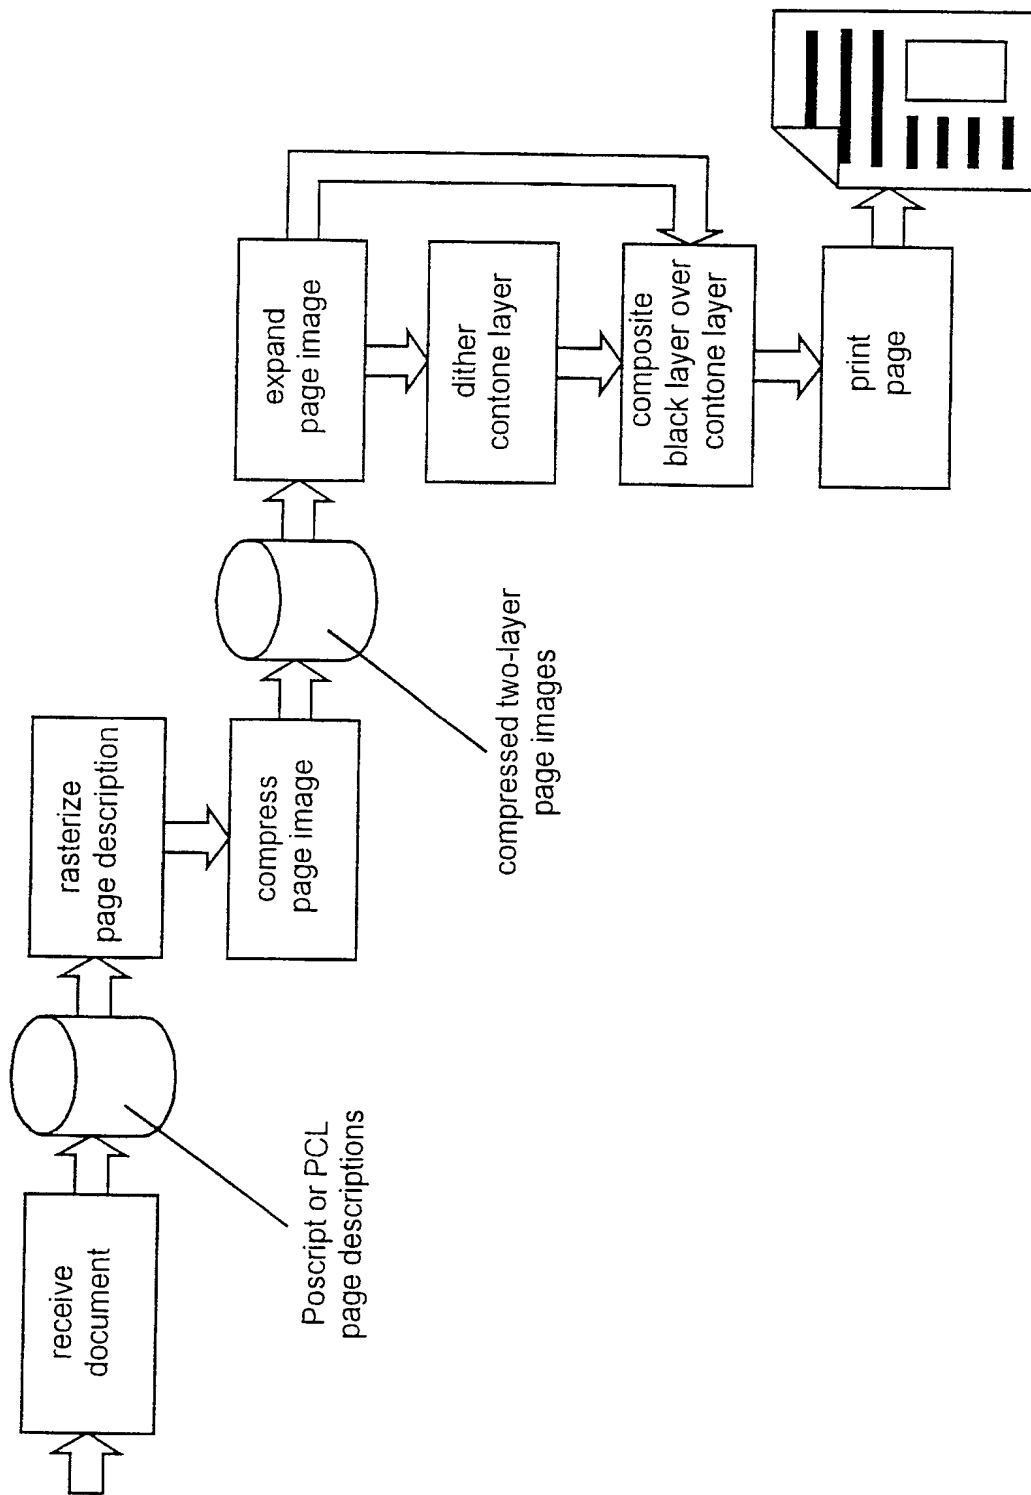 receive
document
Poscript or PCL
page descriptions
rasterize
page description
compress
page image
compressed two-layer
page images
expand
page image
dither
contone layer
composite
black layer over
contone layer
print
page